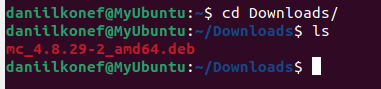 daniilkonef@MyUbuntu:~$ cd Downloads/
daniilkonef@MyUbuntu:~/Downloads$ ls
mc_4.8.29-2_amd64.deb
daniilkonef@MyUbuntu:~/Downloads$